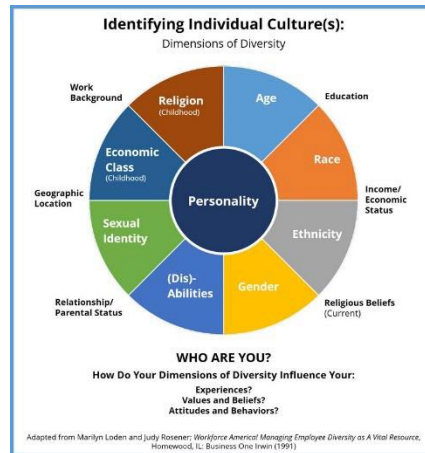 Identifying Individual Culture(s):
Dimensions of Diversity
Work
Background
Religion
(Childhood)
Age
Education
Economic
Class
(Childhood)
Race
Geographic
Location
Personality
Income/
Economic
Status
Sexual
Identity
Ethnicity
(Dis)-
Abilities
Gender
Relationship/
Parental Status
Religious Beliefs
(Current)
WHO ARE YOU?
How Do Your Dimensions of Diversity Influence Your:
Experiences?
Values and Beliefs?
Attitudes and Behaviors?
Adapted from Marilyn Loden and Judy Rosener; Workforce America! Managing Employee Diversity as A Vital Resource,
Homewood, IL: Business One Irwin (1991)